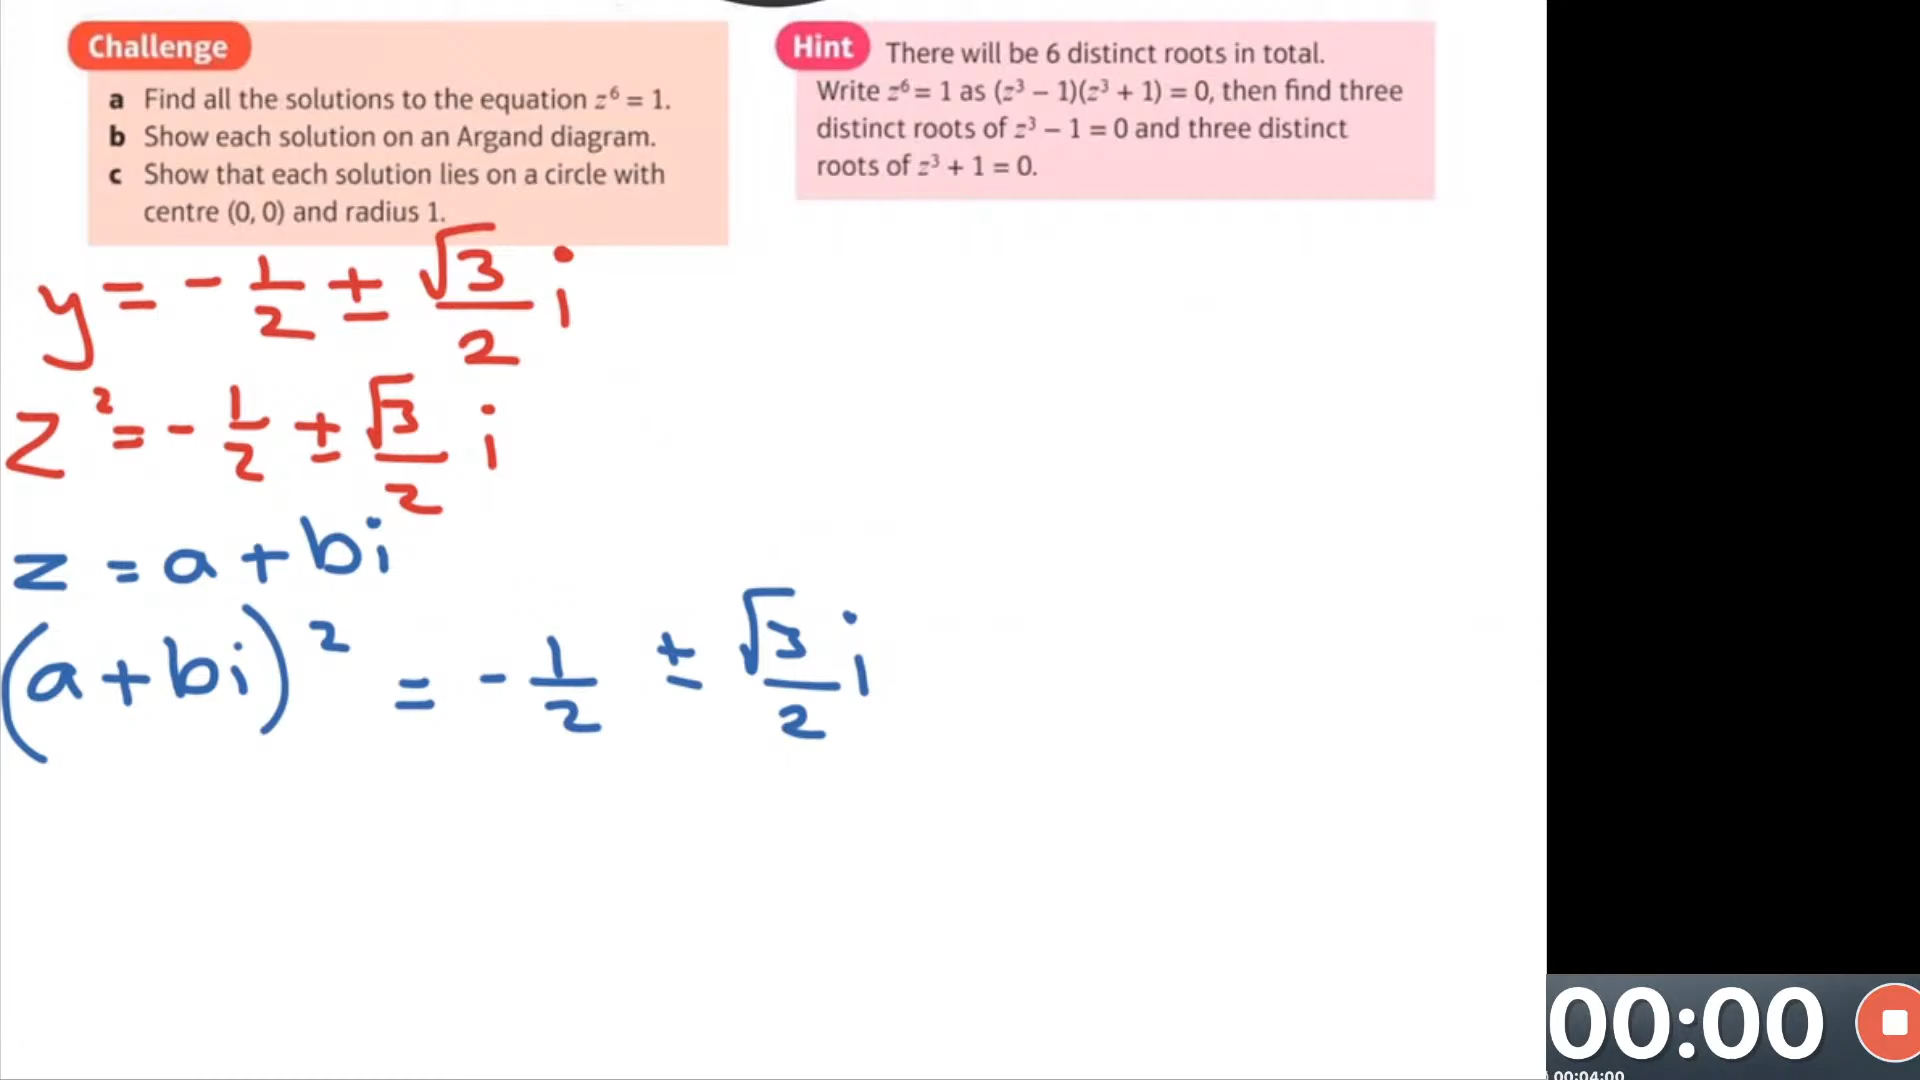 Challenge
a Find all the solutions to the equation z⁶ = 1.
b Show each solution on an Argand diagram.
c Show that each solution lies on a circle with
centre (0, 0) and radius 1.
Hint There will be 6 distinct roots in total.
Write z⁶ = 1 as (z³ − 1)(z³ + 1) = 0, then find three
distinct roots of z³ − 1 = 0 and three distinct
roots of z³ + 1 = 0.
y = - 1/2 ± √3/2 i
z² = - 1/2 ± √3/2 i
z = a + bi
(a + bi)² = - 1/2 ± √3/2 i
00:00
00:04:00